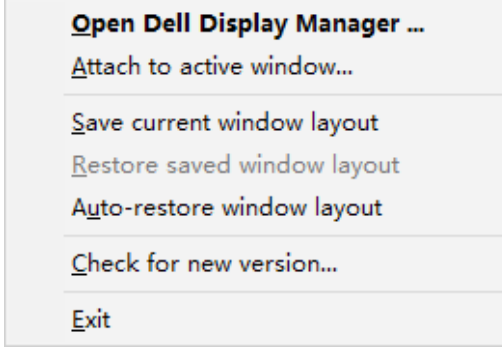 Open Dell Display Manager ...
Attach to active window...
Save current window layout
Restore saved window layout
Auto-restore window layout
Check for new version...
Exit